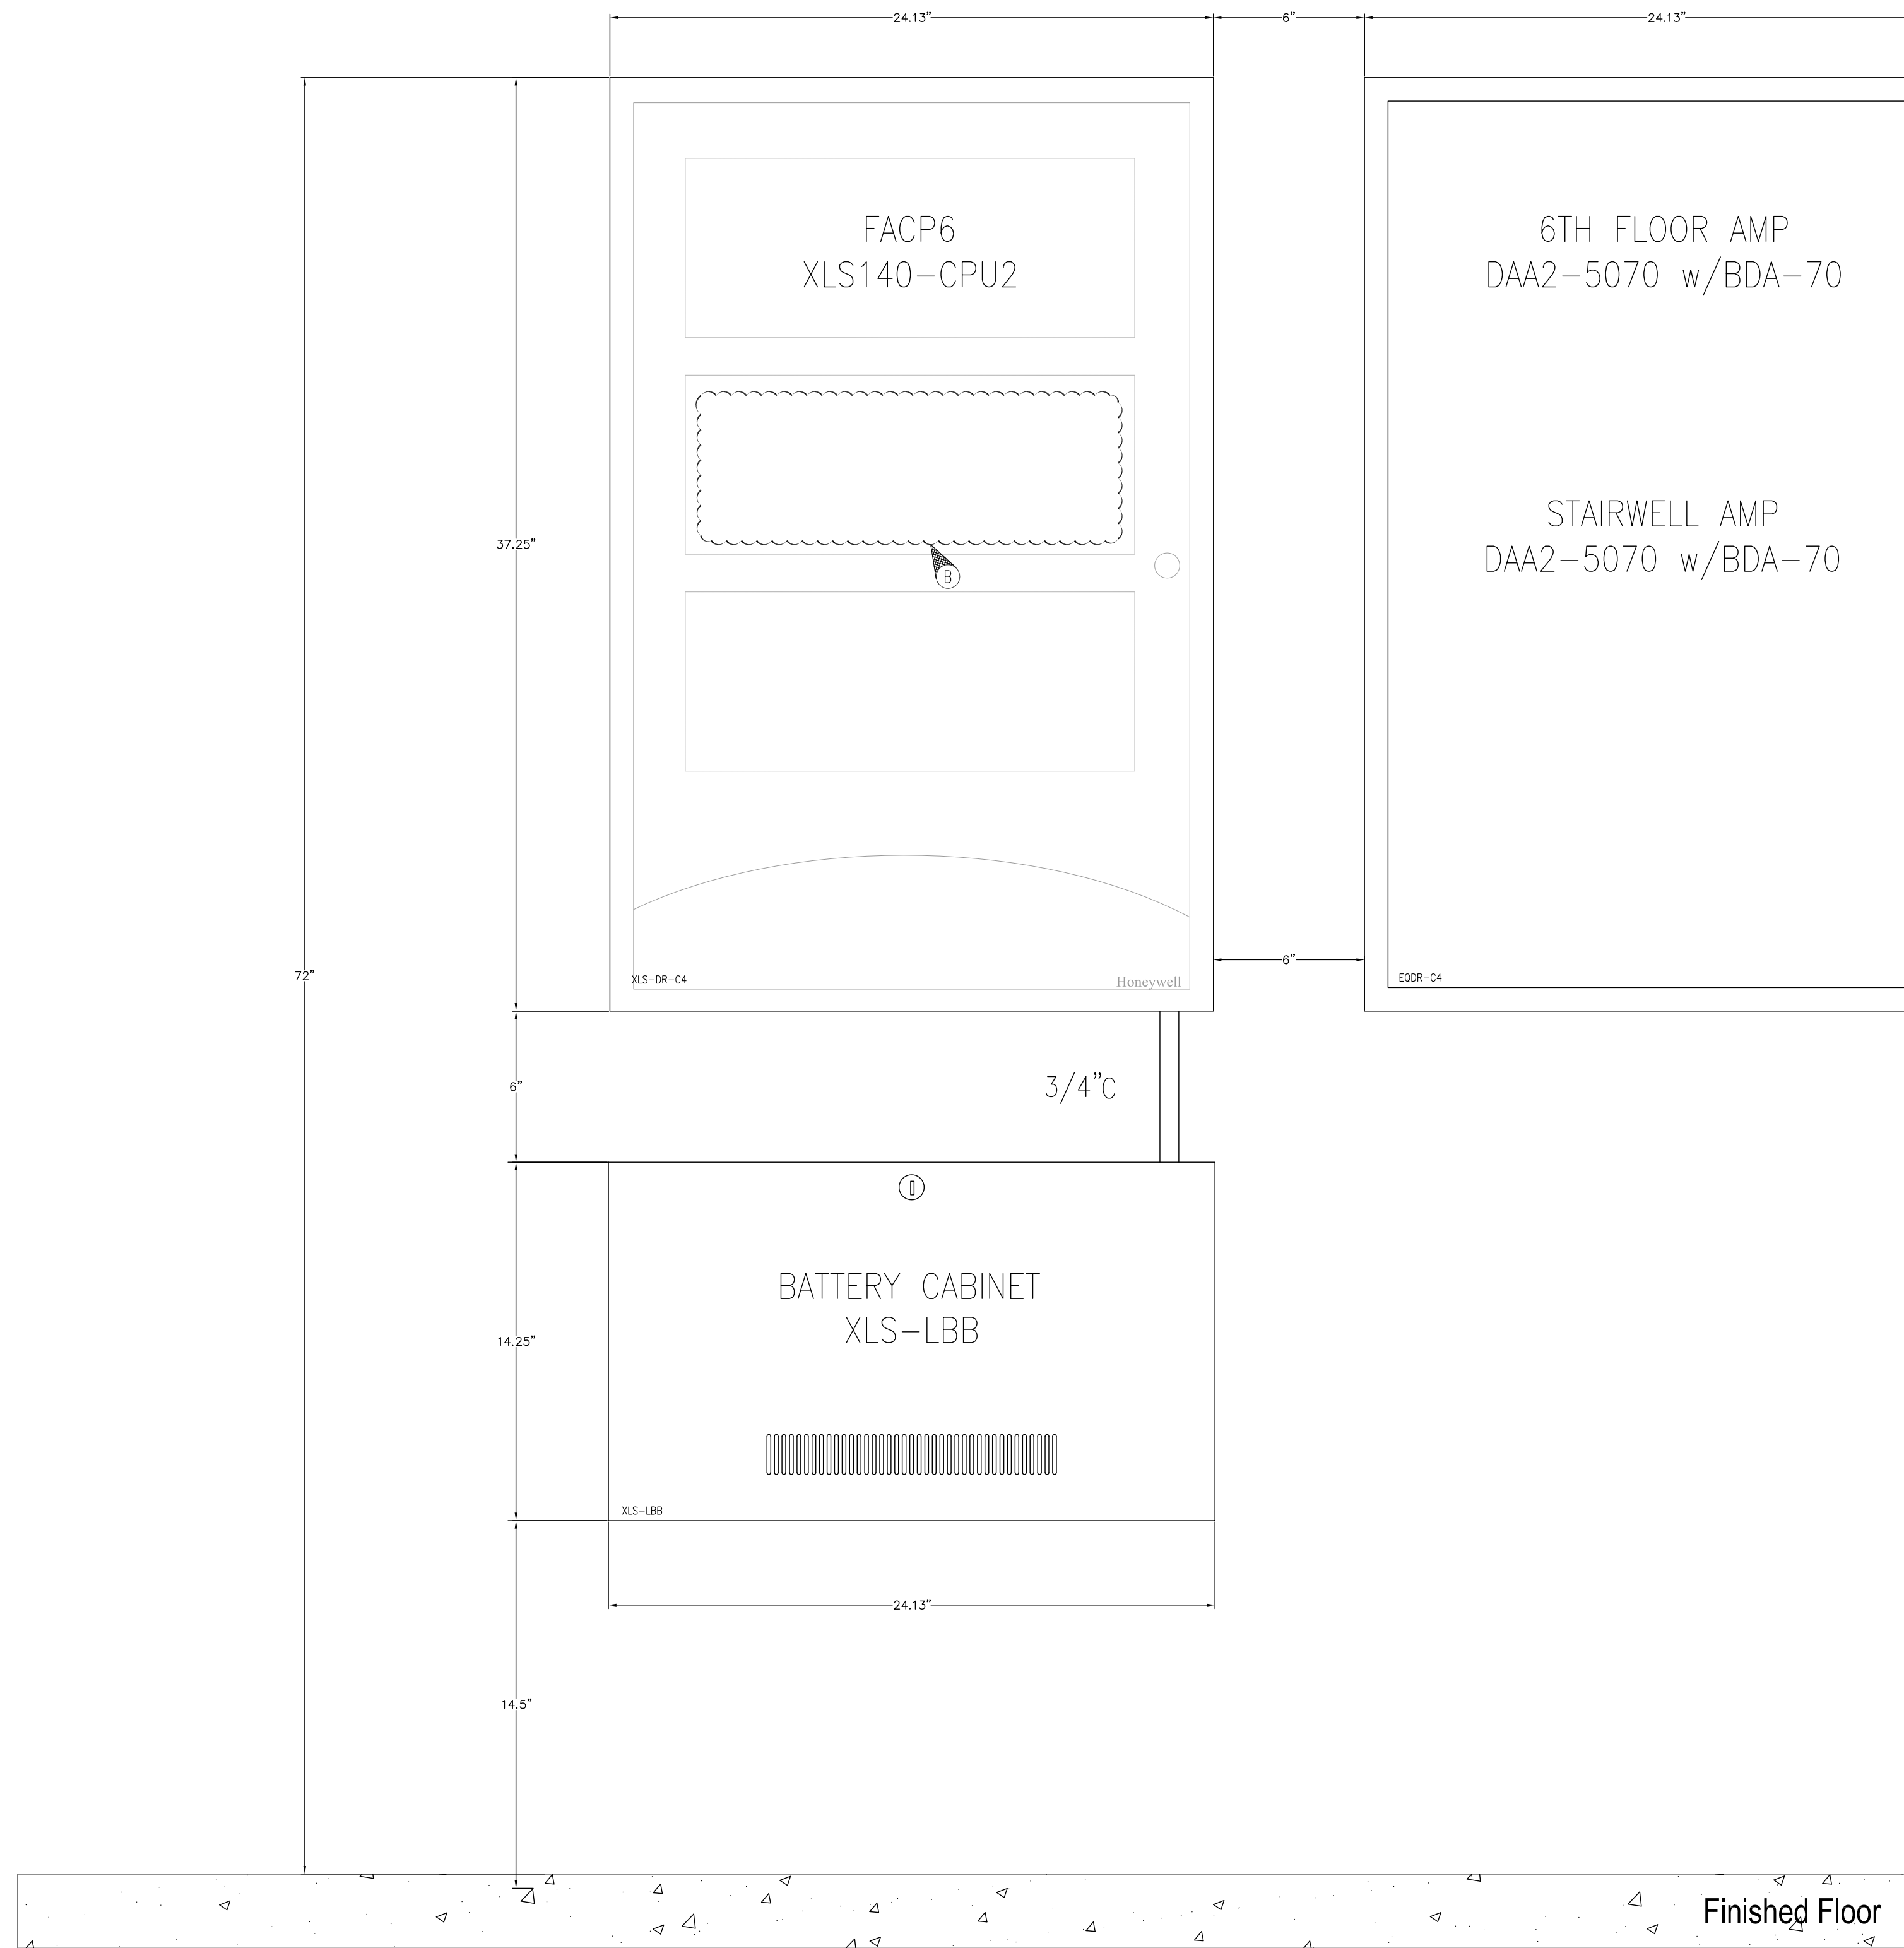 24.13”
6”
24.13”
FACP6
XLS140-CPU2
6TH FLOOR AMP
DAA2-5070 w/BDA-70
STAIRWELL AMP
DAA2-5070 w/BDA-70
37.25”
B
72”
XLS-DR-C4
Honeywell
6”
EQDR-C4
6”
3/4”C
BATTERY CABINET
XLS-LBB
14.25”
XLS-LBB
24.13”
14.5”
Finished Floor